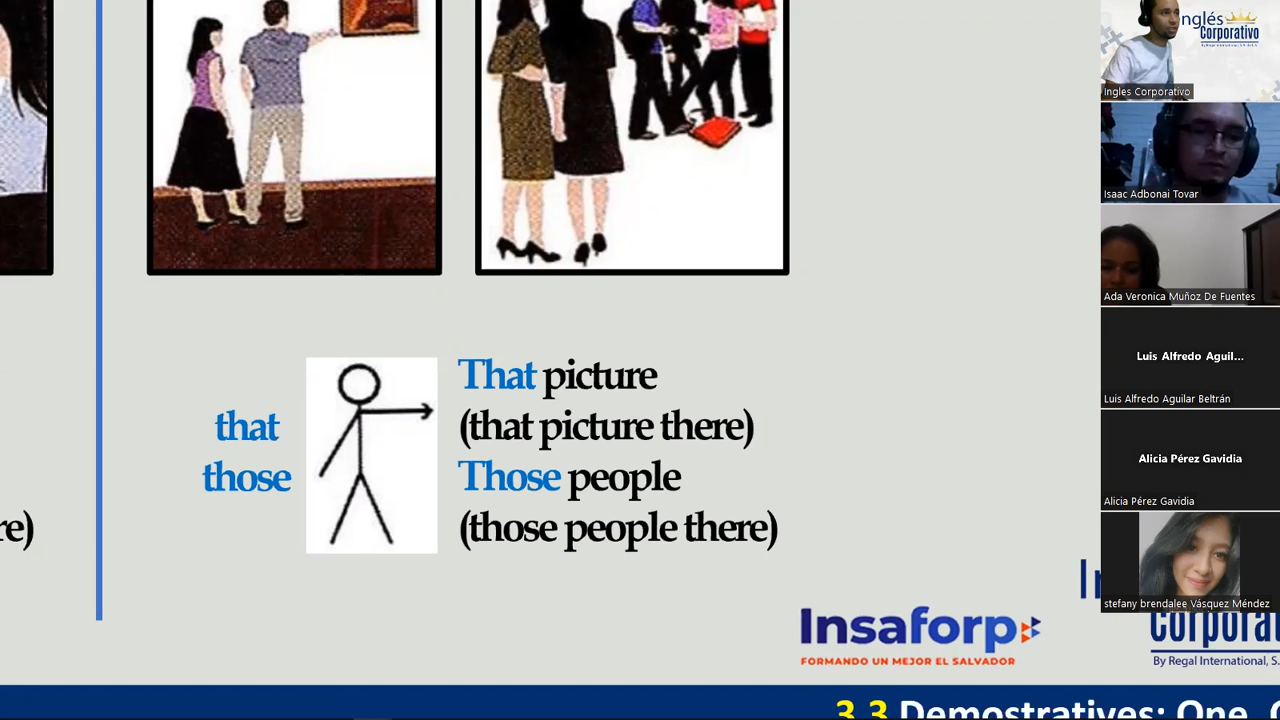 that
those
That picture
(that picture there)
Those people
(those people there)
re)
Insaforp
FORMANDO UN MEJOR EL SALVADOR
By Regal International, S.
3.3 Demostratives: One,
nglés
Corporativo
Ingles Corporativo
Isaac Adbonai Tovar
Ada Veronica Muñoz De Fuentes
Luis Alfredo Aguil...
Luis Alfredo Aguilar Beltrán
Alicia Pérez Gavidia
Alicia Pérez Gavidia
stefany brendalee Vásquez Méndez